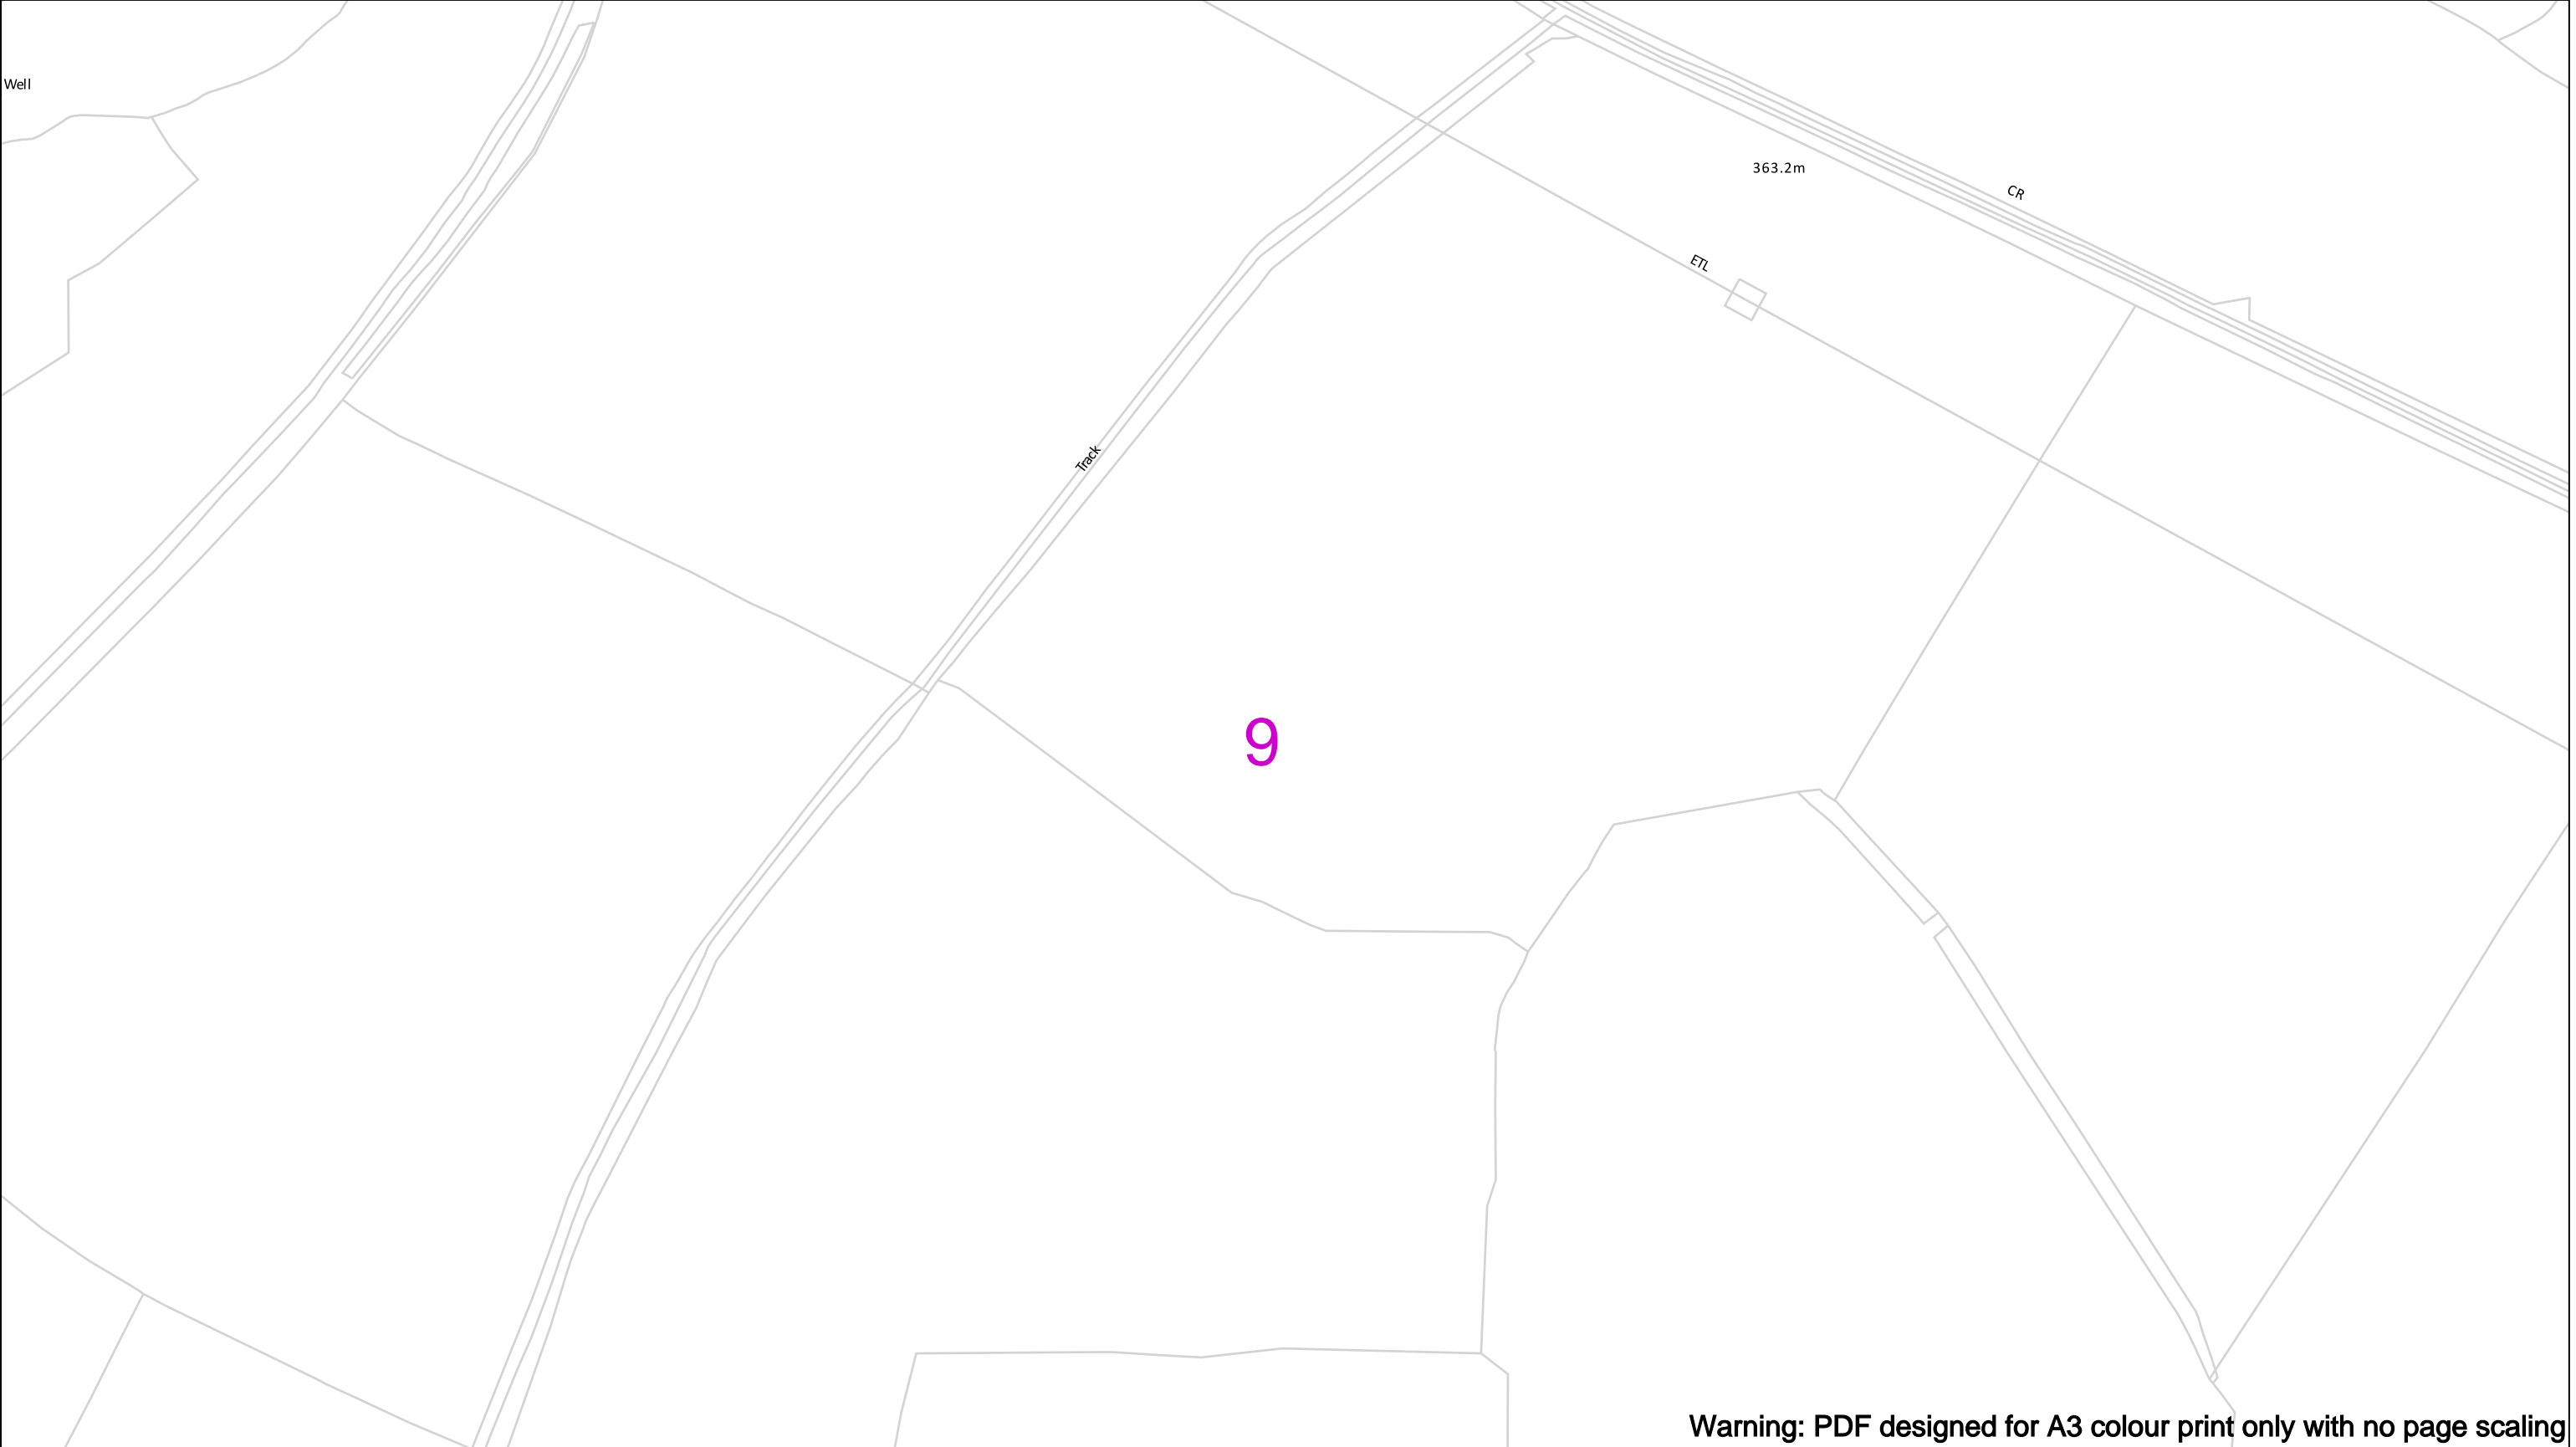 Well
363.2m
CR
ETL
Track
9
Warning: PDF designed for A3 colour print only with no page scaling